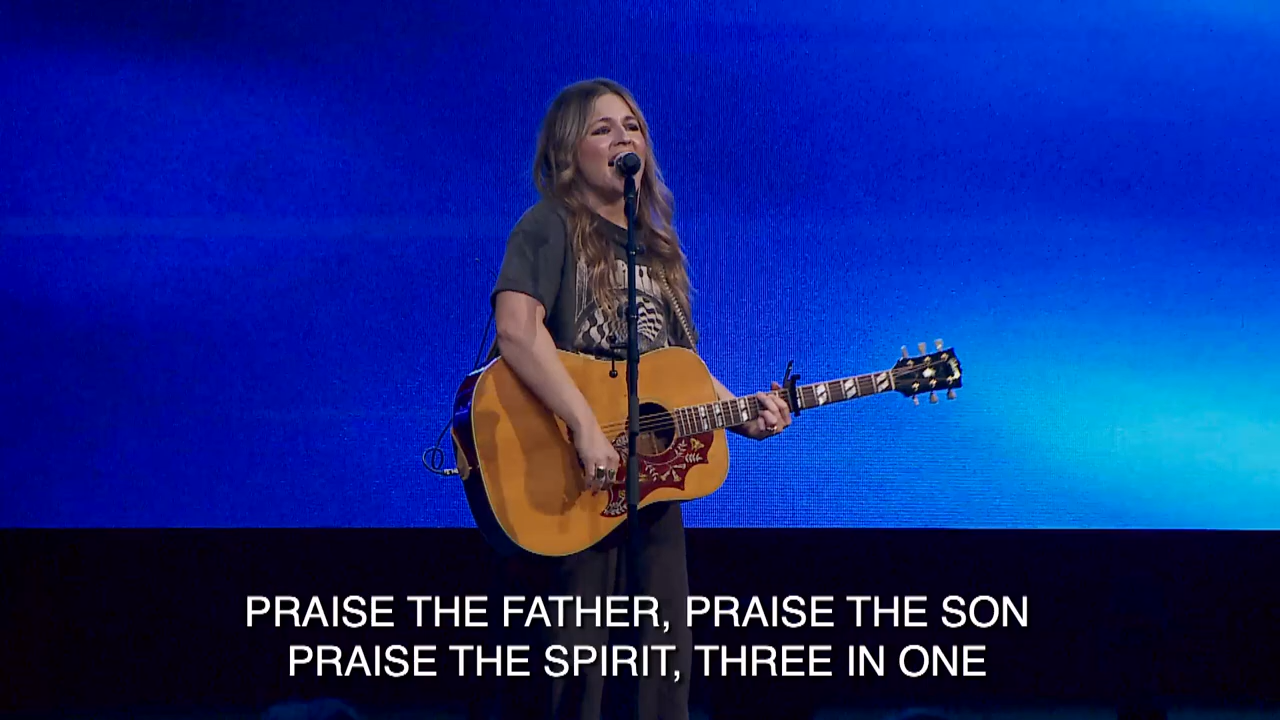 PRAISE THE FATHER, PRAISE THE SON
PRAISE THE SPIRIT, THREE IN ONE